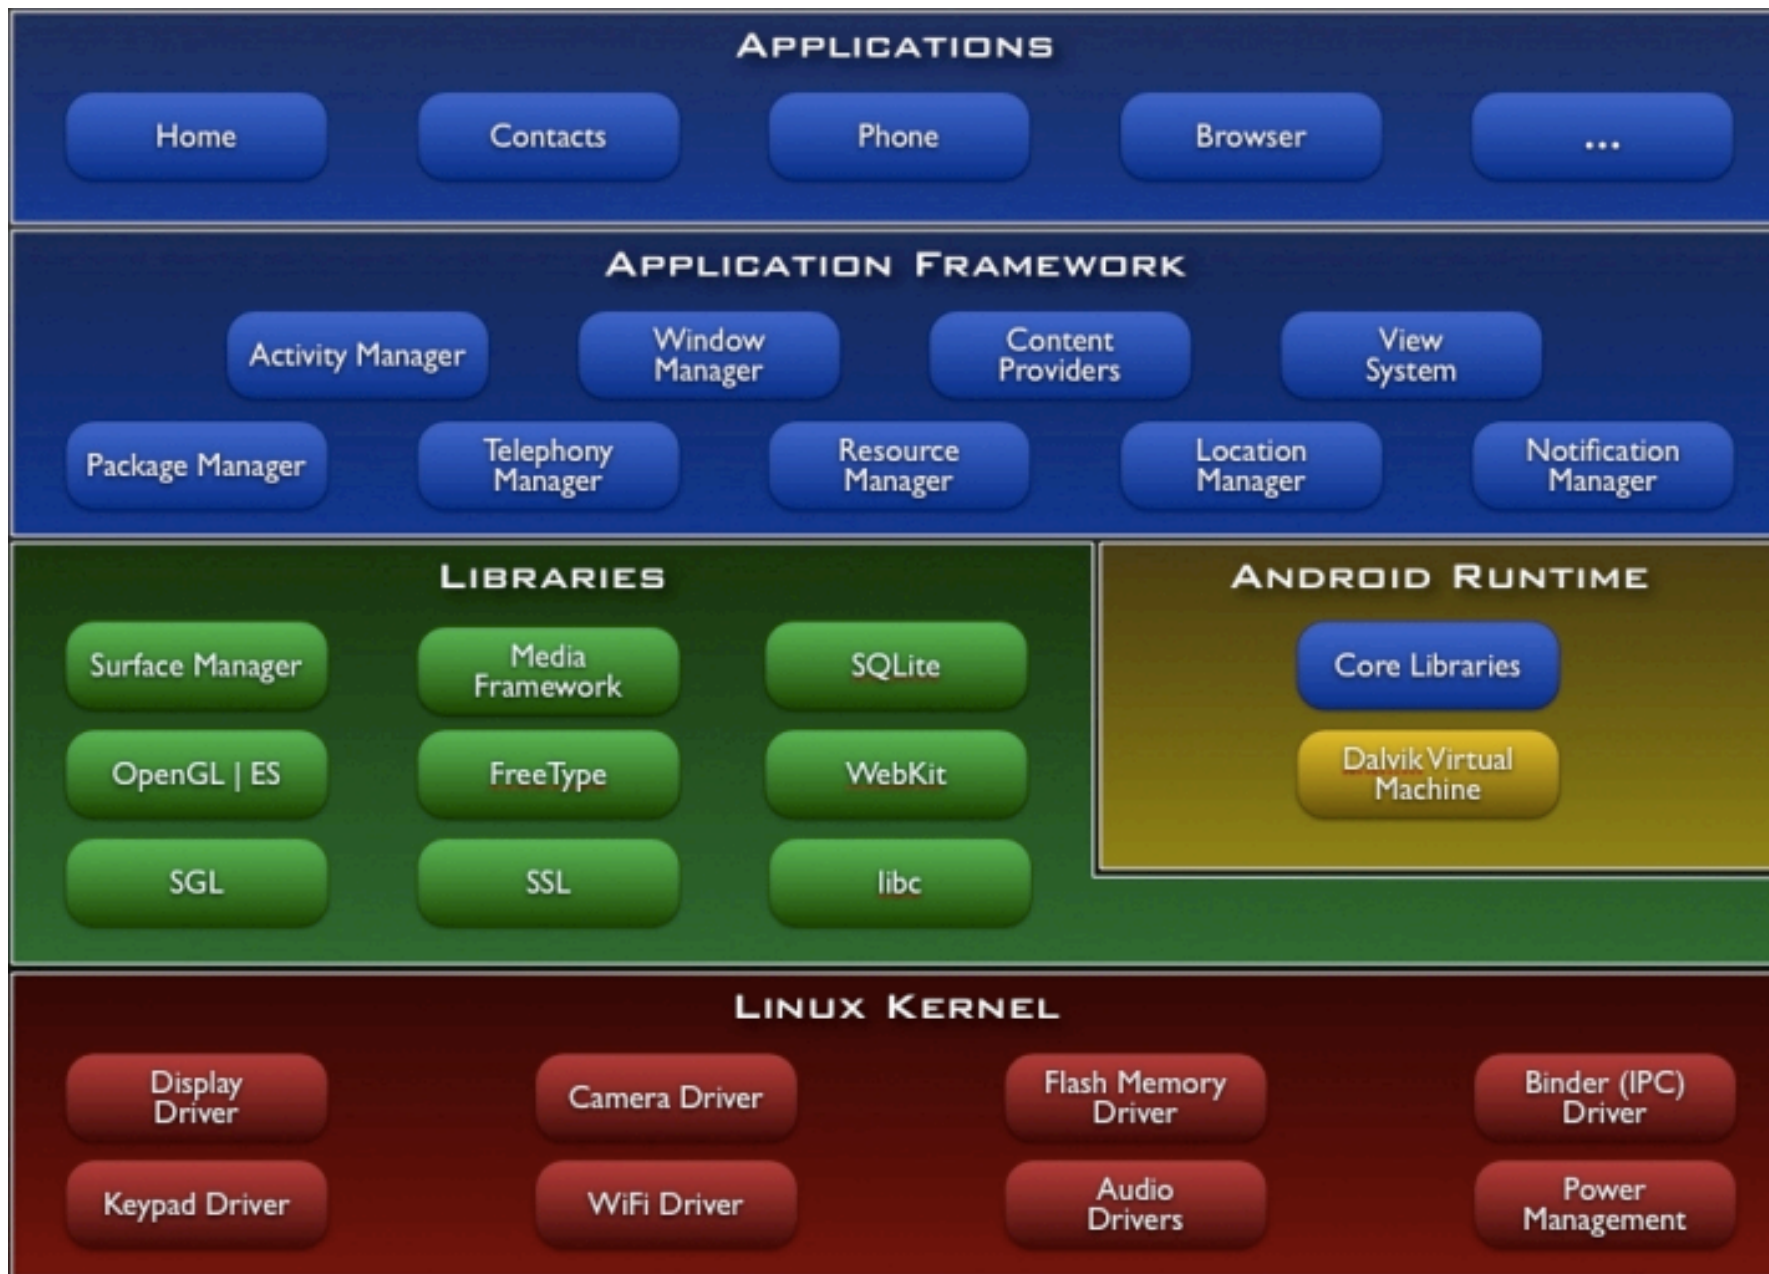 APPLICATIONS
Home
Contacts
Phone
Browser
...
APPLICATION FRAMEWORK
Activity Manager
Window
Manager
Content
Providers
View
System
Package Manager
Telephony
Manager
Resource
Manager
Location
Manager
Notification
Manager
LIBRARIES
Surface Manager
Media
Framework
SQLite
OpenGL | ES
FreeType
WebKit
SGL
SSL
libc
ANDROID RUNTIME
Core Libraries
Dalvik Virtual
Machine
LINUX KERNEL
Display
Driver
Camera Driver
Flash Memory
Driver
Binder (IPC)
Driver
Keypad Driver
WiFi Driver
Audio
Drivers
Power
Management